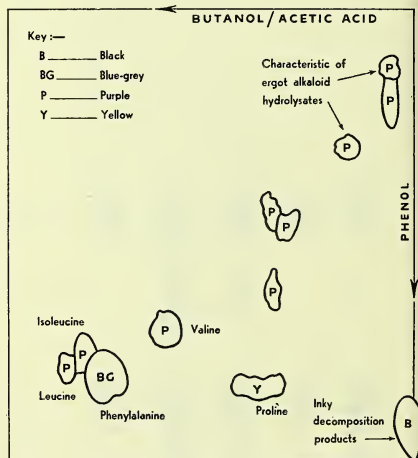 BUTANOL/ACETIC ACID
Key :—
B ______ Black
BG ______ Blue-grey
P ______ Purple
Y ______ Yellow
Characteristic of
ergot alkaloid
hydrolysates
P
P
P
PHENOL
P
P
P
Isoleucine
P
Valine
P
P
BG
Leucine
Phenylalanine
Y
Proline
Inky
decomposition
products
B